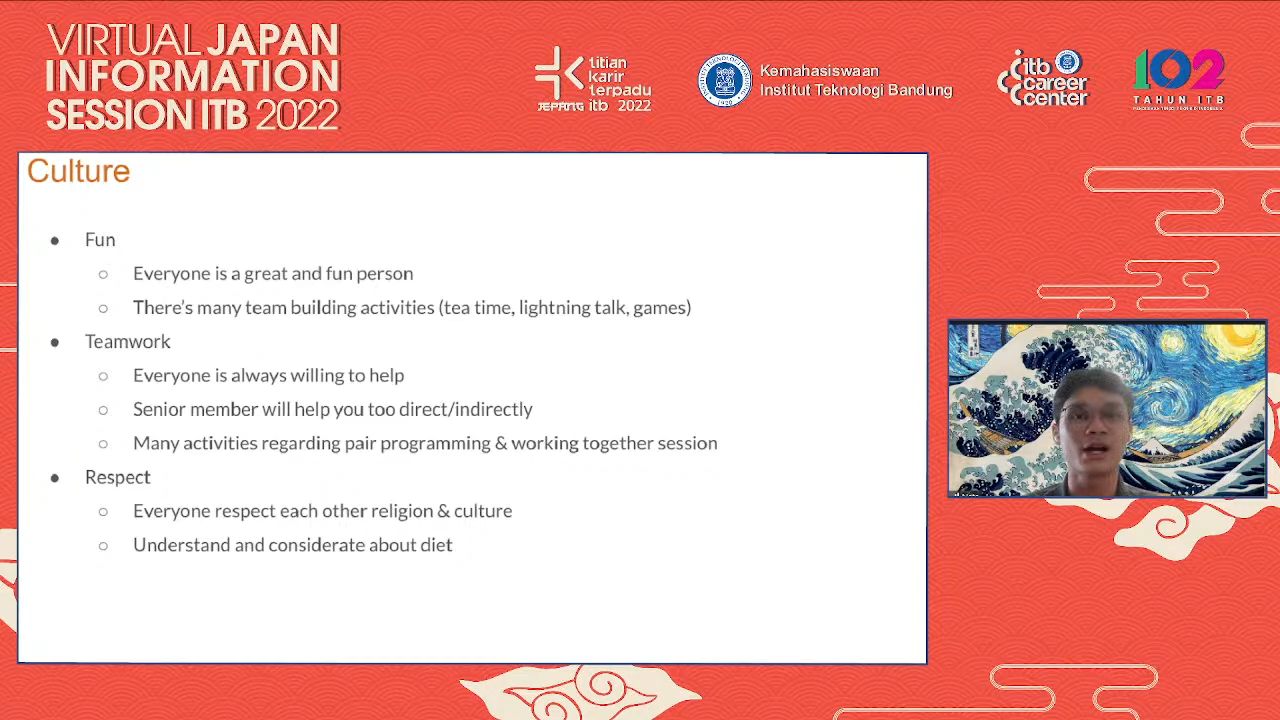 VIRTUAL JAPAN
INFORMATION
SESSION ITB 2022
titian
karir
terpadu
JEPANG itb 2022
Kemahasiswaan
Institut Teknologi Bandung
itb
career
center
102
TAHUN ITB
Culture
● Fun
○ Everyone is a great and fun person
○ There's many team building activities (tea time, lightning talk, games)
● Teamwork
○ Everyone is always willing to help
○ Senior member will help you too direct/indirectly
○ Many activities regarding pair programming & working together session
● Respect
○ Everyone respect each other religion & culture
○ Understand and considerate about diet